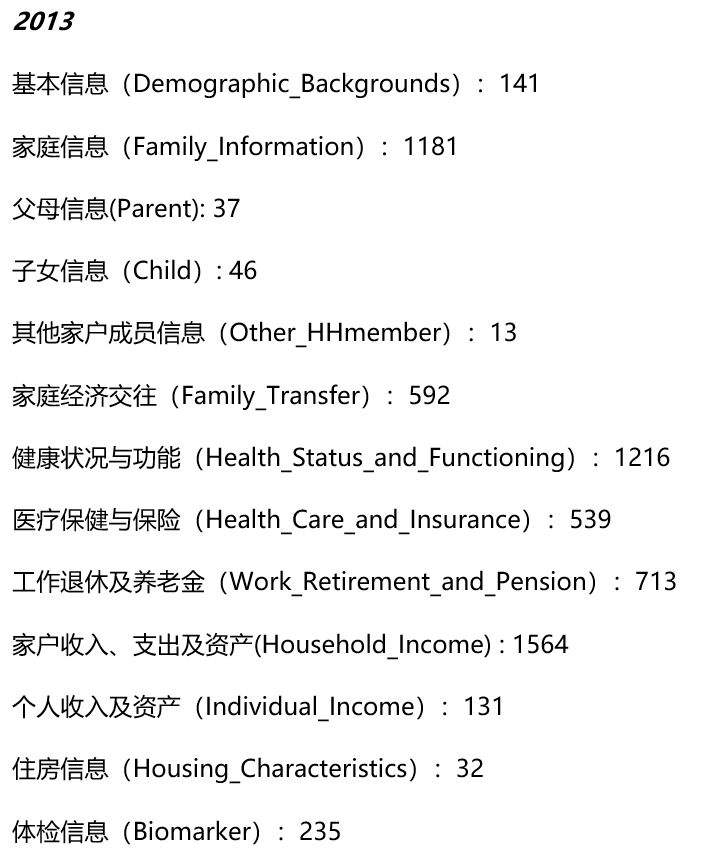 2013
基本信息（Demographic_Backgrounds）：141
家庭信息（Family_Information）：1181
父母信息(Parent): 37
子女信息（Child）: 46
其他家户成员信息（Other_HHmember）：13
家庭经济交往（Family_Transfer）：592
健康状况与功能（Health_Status_and_Functioning）：1216
医疗保健与保险（Health_Care_and_Insurance）：539
工作退休及养老金（Work_Retirement_and_Pension）：713
家户收入、支出及资产(Household_Income) : 1564
个人收入及资产（Individual_Income）：131
住房信息（Housing_Characteristics）：32
体检信息（Biomarker）：235